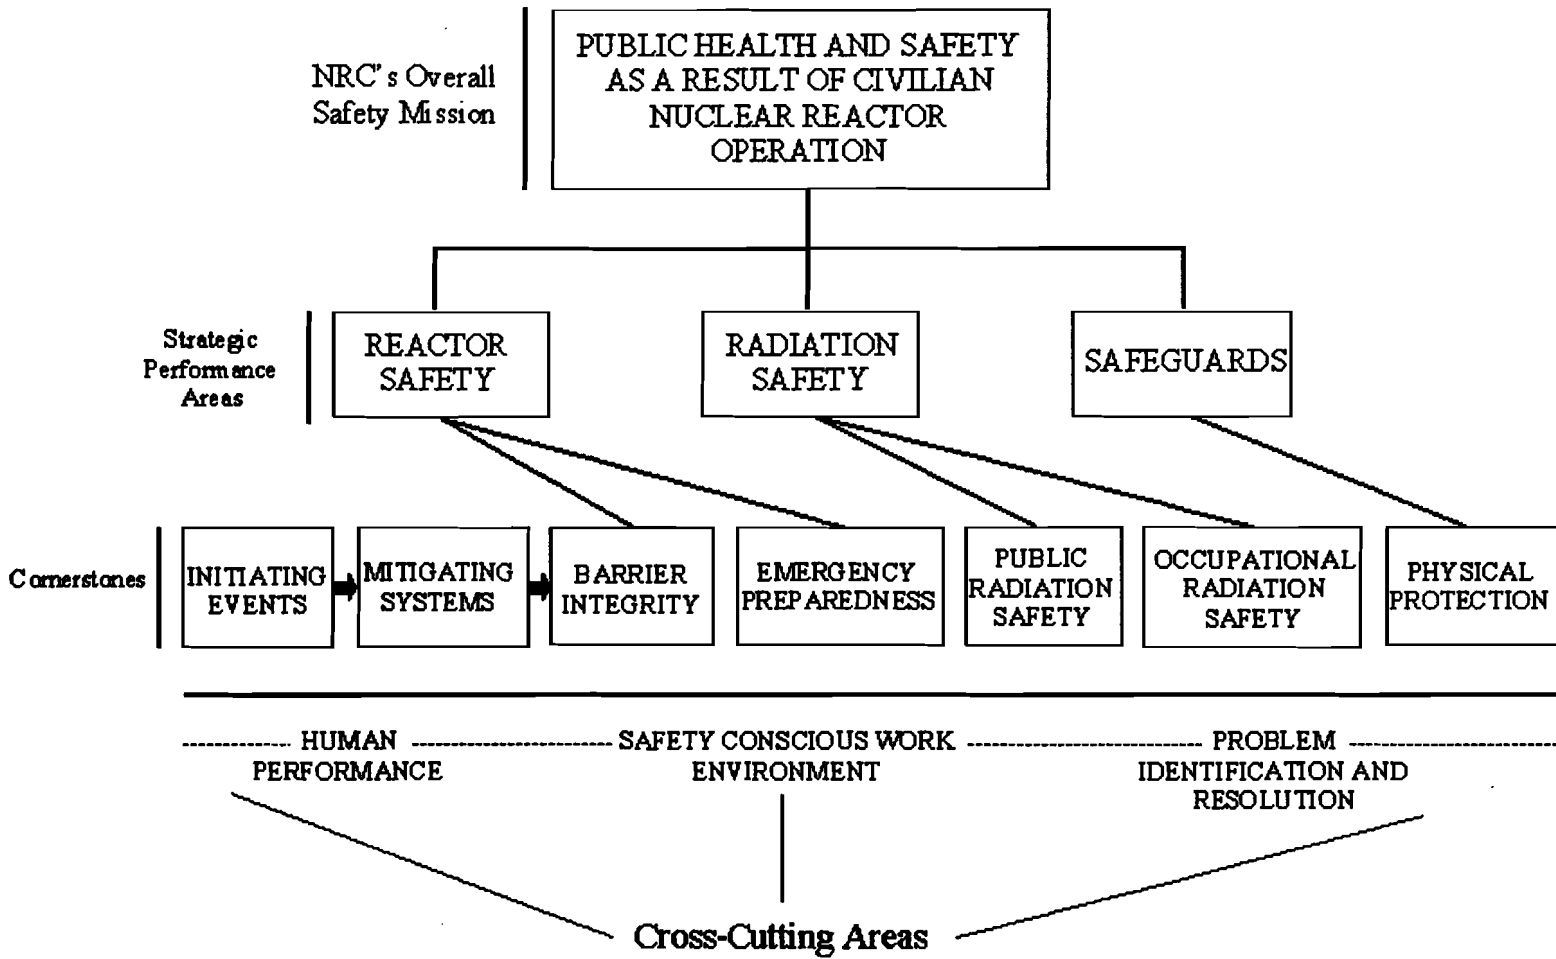 NRC's Overall
Safety Mission
PUBLIC HEALTH AND SAFETY
AS A RESULT OF CIVILIAN
NUCLEAR REACTOR
OPERATION
Strategic
Performance
Areas
REACTOR
SAFETY
RADIATION
SAFETY
SAFEGUARDS
Cornerstones
INITIATING
EVENTS
MITIGATING
SYSTEMS
BARRIER
INTEGRITY
EMERGENCY
PREPAREDNESS
PUBLIC
RADIATION
SAFETY
OCCUPATIONAL
RADIATION
SAFETY
PHYSICAL
PROTECTION
HUMAN
PERFORMANCE
SAFETY CONSCIOUS WORK
ENVIRONMENT
PROBLEM
IDENTIFICATION AND
RESOLUTION
Cross-Cutting Areas